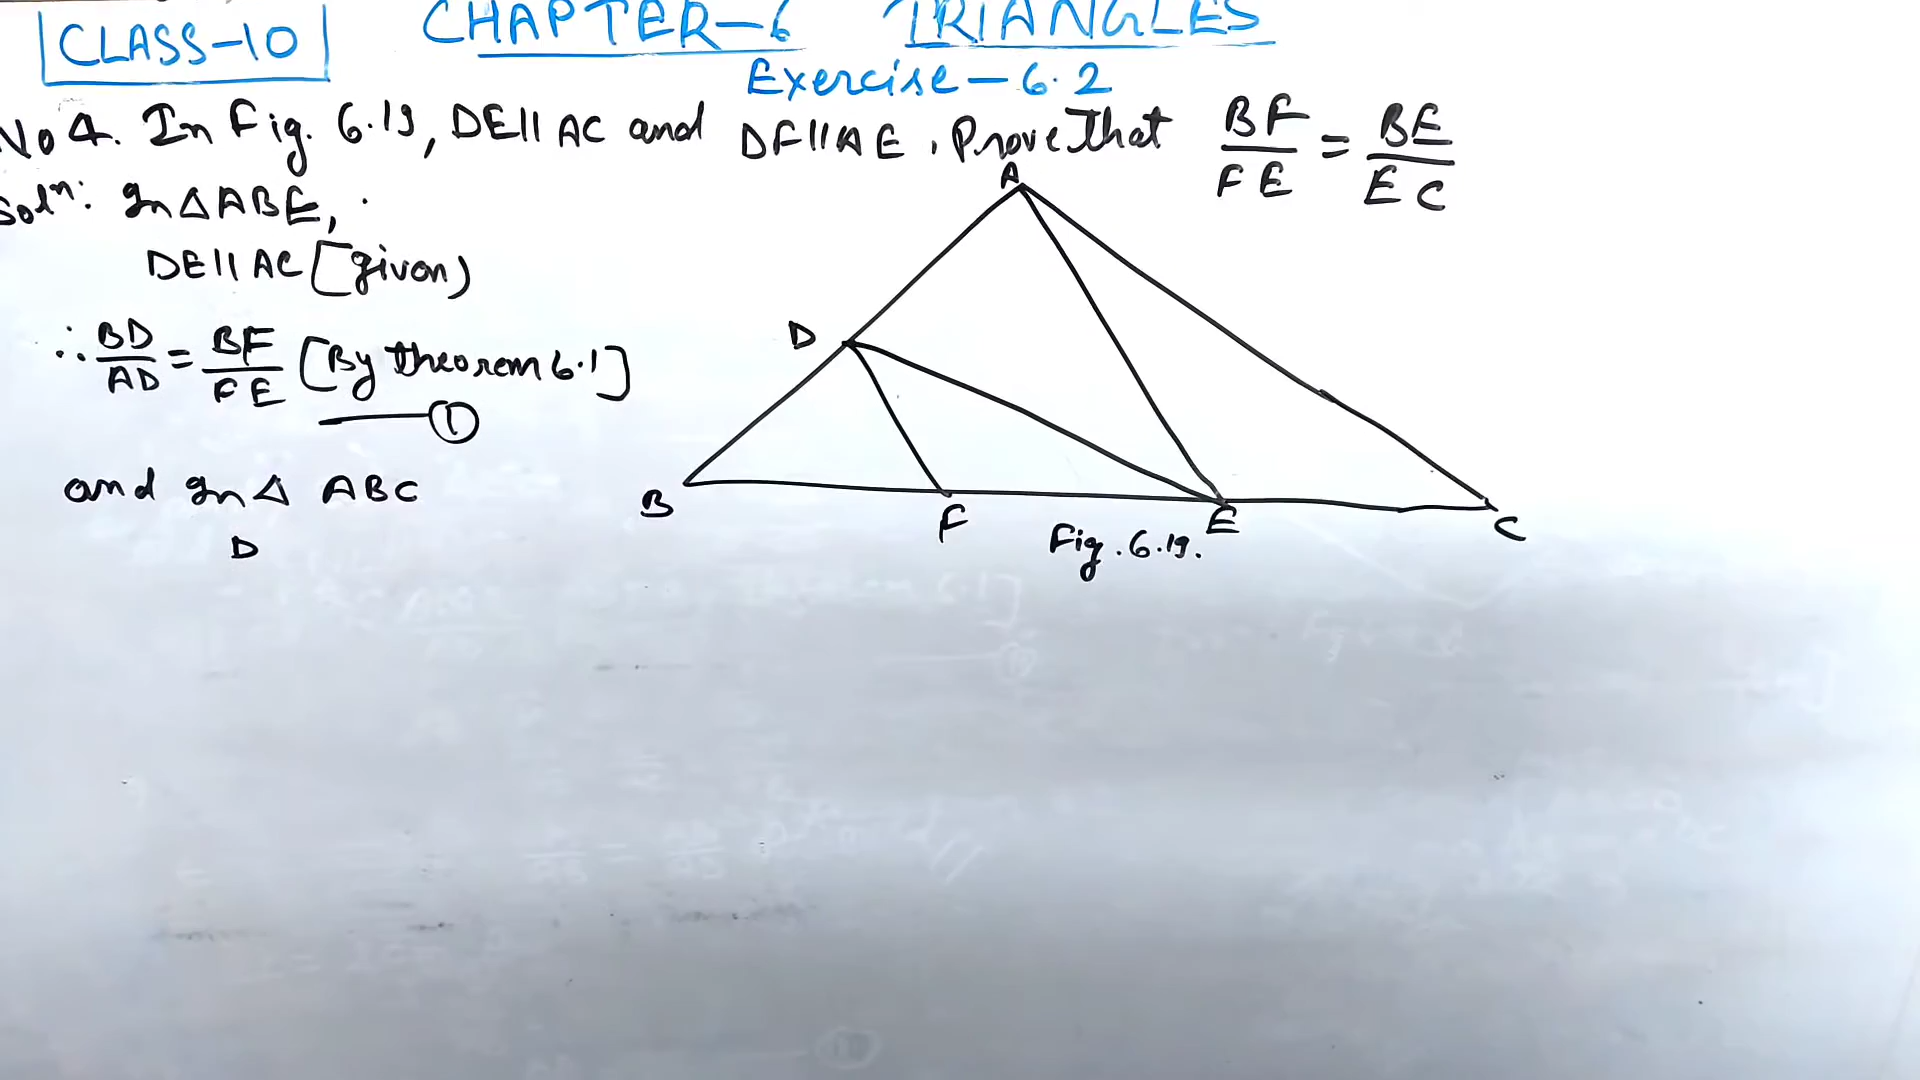 CLASS-10
CHAPTER-6 TRIANGLES
Exercise-6.2
No 4. In Fig. 6.19, DE||AC and DF||AE. Prove that BF/FE = BE/EC
Soln: In △ABE,
DE||AC [given)
∴ BD/AD = BF/FE [By theorem 6.1]
①
and In △ ABC
D
A
D
B
F
E
C
Fig. 6.19.